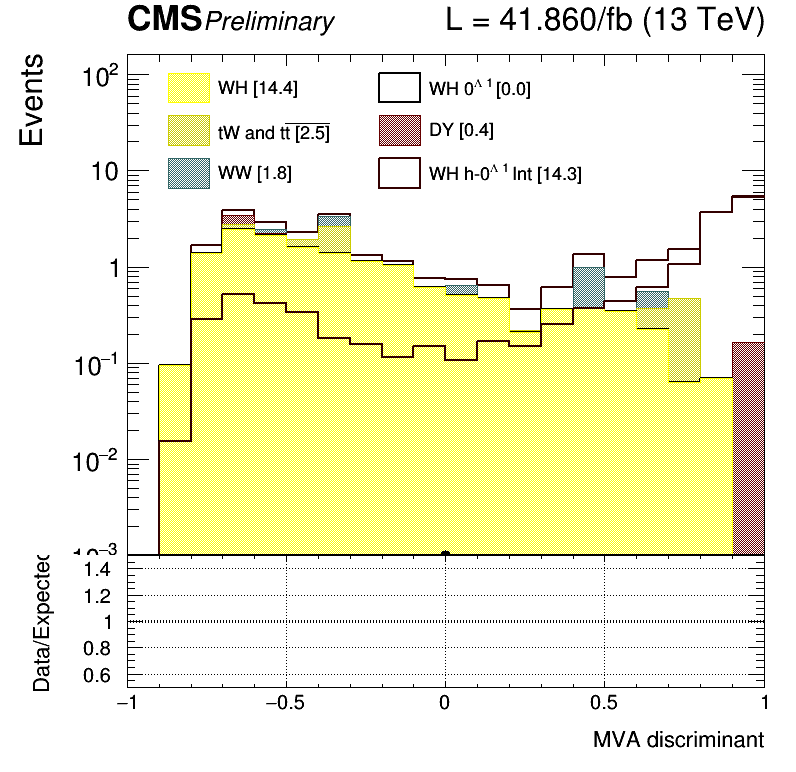 CMS Preliminary L = 41.860/fb (13 TeV)
Events
10²
10
1
10⁻¹
10⁻²
10⁻³
WH [14.4]
WH 0^Λ 1 [0.0]
tW and tt̅ [2.5]
DY [0.4]
WW [1.8]
WH h-0^Λ 1 Int [14.3]
Data/Expected
1.4
1.2
1
0.8
0.6
−1 −0.5 0 0.5 1
MVA discriminant